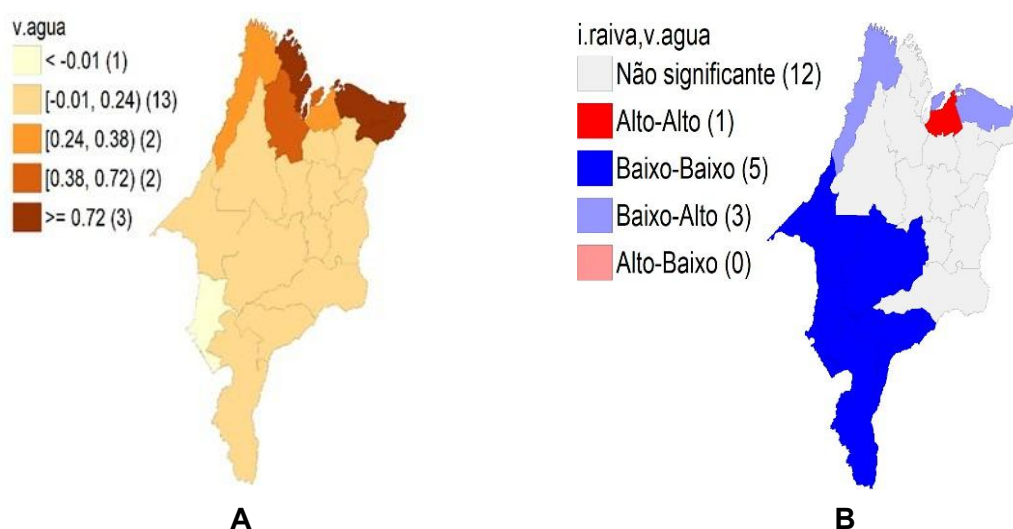 v.agua
< -0.01 (1)
[-0.01, 0.24) (13)
[0.24, 0.38) (2)
[0.38, 0.72) (2)
>= 0.72 (3)
A
i.raiva,v.agua
Não significante (12)
Alto-Alto (1)
Baixo-Baixo (5)
Baixo-Alto (3)
Alto-Baixo (0)
B